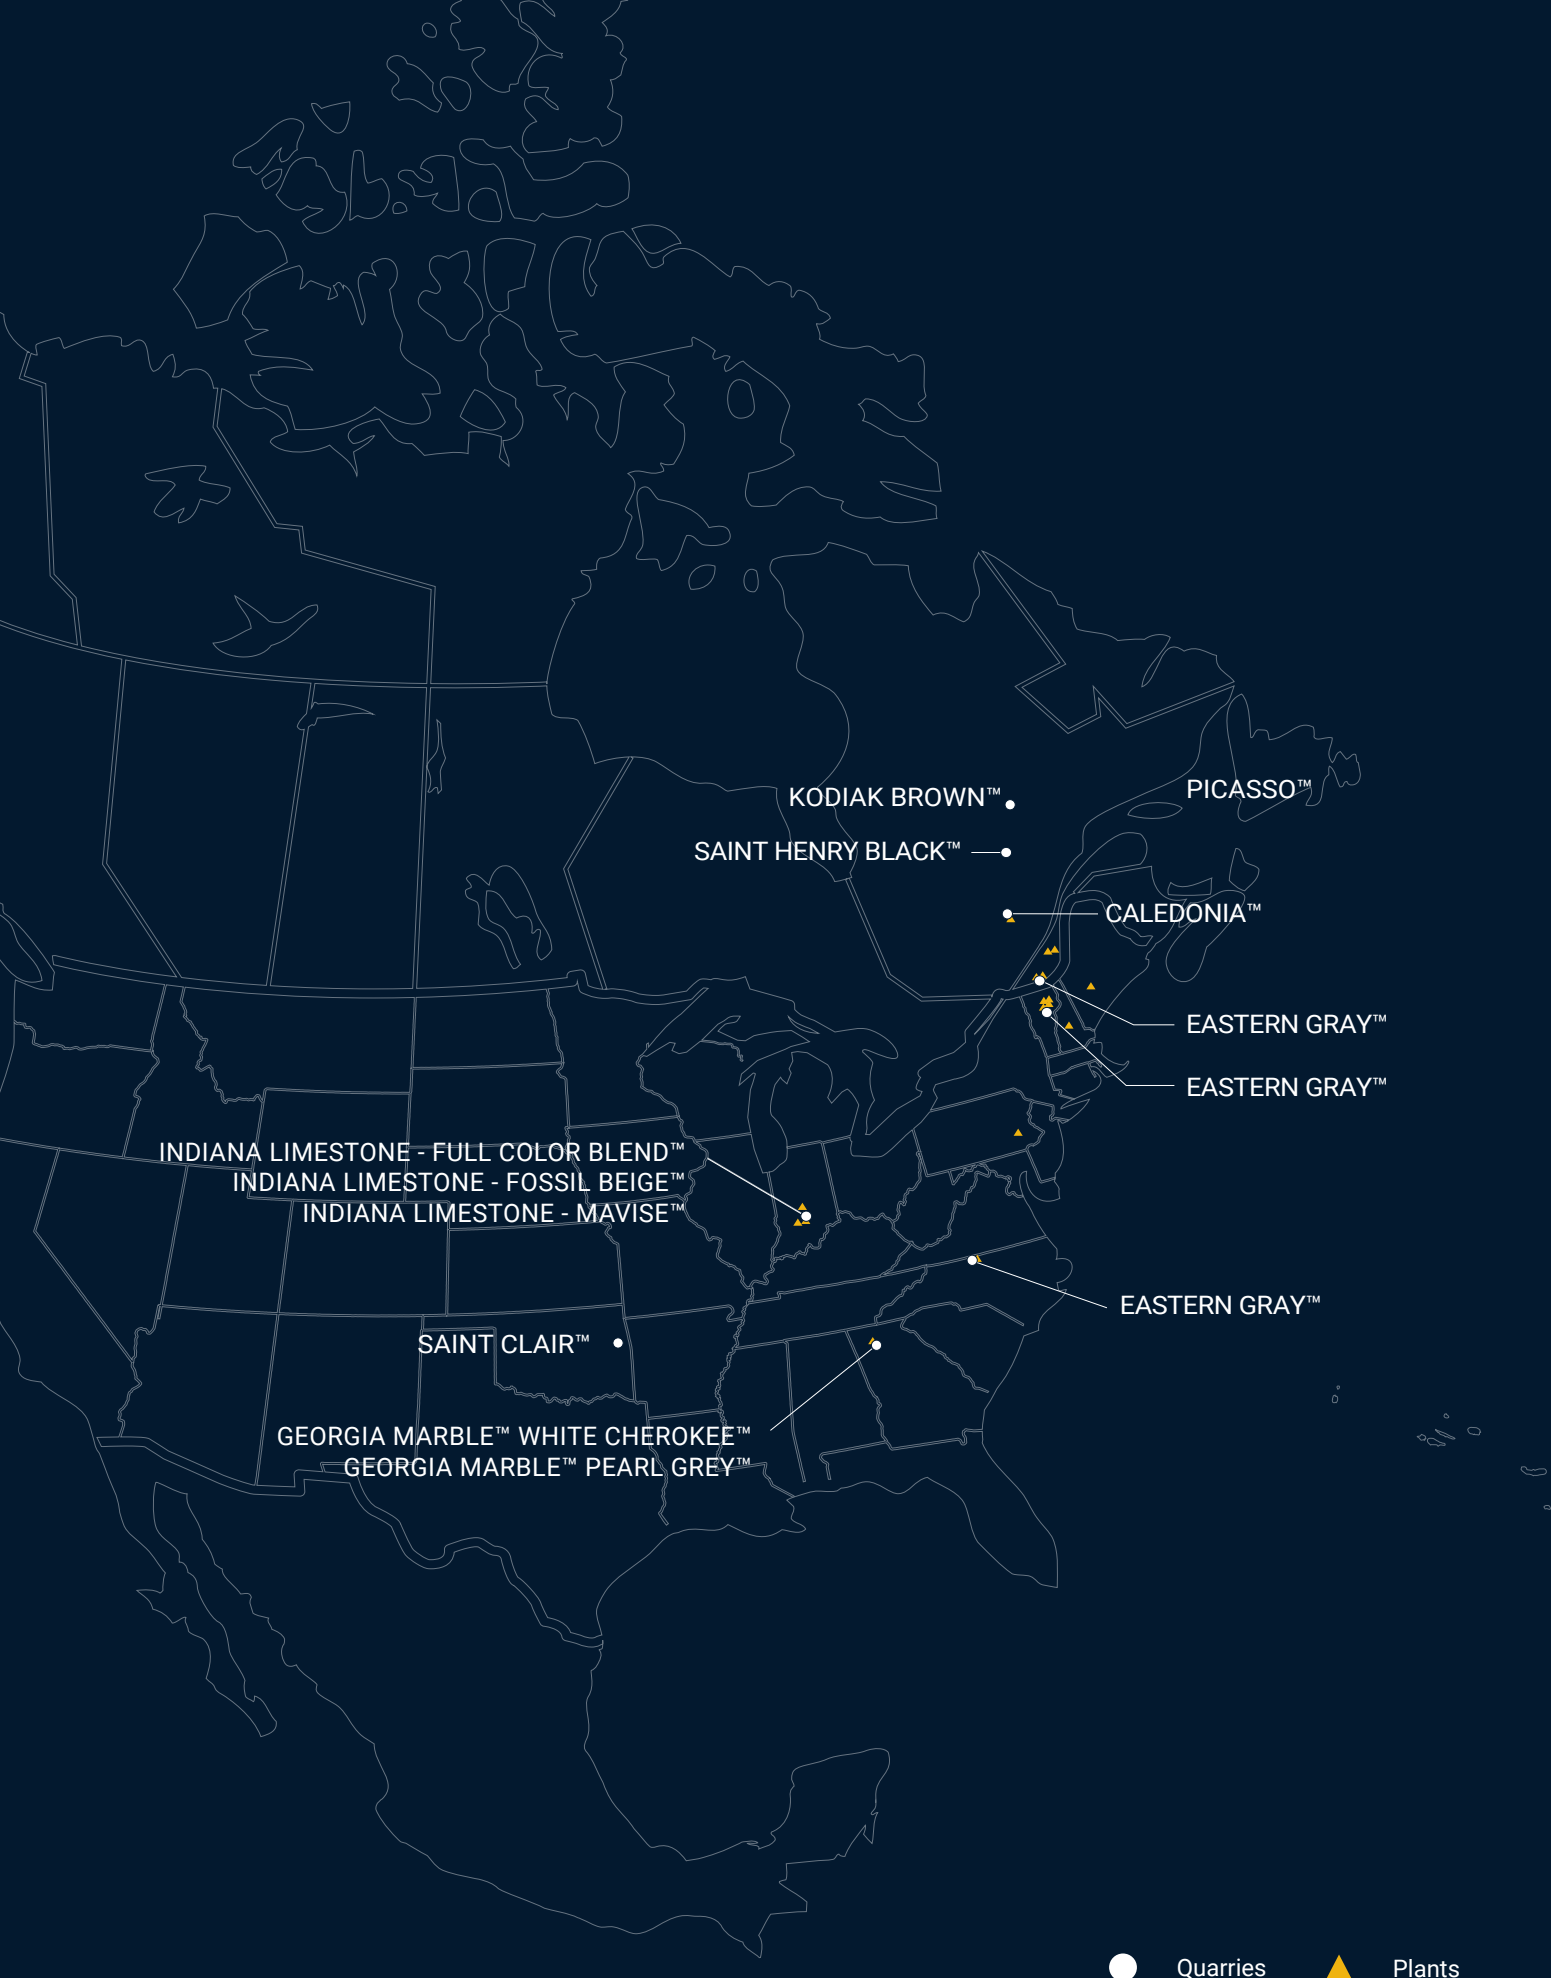 KODIAK BROWN™
PICASSO™
SAINT HENRY BLACK™
CALEDONIA™
EASTERN GRAY™
EASTERN GRAY™
INDIANA LIMESTONE - FULL COLOR BLEND™
INDIANA LIMESTONE - FOSSIL BEIGE™
INDIANA LIMESTONE - MAVISE™
EASTERN GRAY™
SAINT CLAIR™
GEORGIA MARBLE™ WHITE CHEROKEE™
GEORGIA MARBLE™ PEARL GREY™
Quarries
Plants